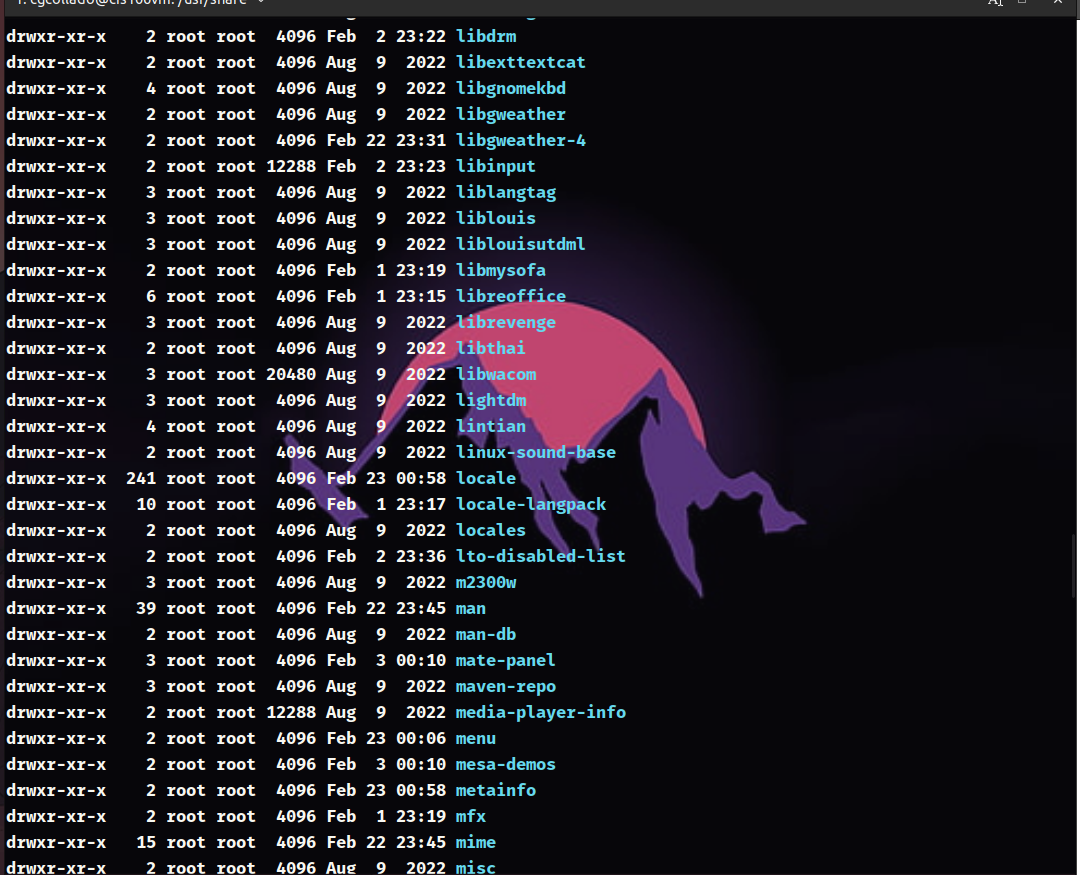 drwxr-xr-x    2 root root  4096 Feb  2 23:22 libdrm
drwxr-xr-x    2 root root  4096 Aug  9  2022 libexttextcat
drwxr-xr-x    4 root root  4096 Aug  9  2022 libgnomekbd
drwxr-xr-x    2 root root  4096 Aug  9  2022 libgweather
drwxr-xr-x    2 root root  4096 Feb 22 23:31 libgweather-4
drwxr-xr-x    2 root root 12288 Feb  2 23:23 libinput
drwxr-xr-x    3 root root  4096 Aug  9  2022 liblangtag
drwxr-xr-x    3 root root  4096 Aug  9  2022 liblouis
drwxr-xr-x    3 root root  4096 Aug  9  2022 liblouisutdml
drwxr-xr-x    2 root root  4096 Feb  1 23:19 libmysofa
drwxr-xr-x    6 root root  4096 Feb  1 23:15 libreoffice
drwxr-xr-x    3 root root  4096 Aug  9  2022 librevenge
drwxr-xr-x    2 root root  4096 Aug  9  2022 libthai
drwxr-xr-x    3 root root 20480 Aug  9  2022 libwacom
drwxr-xr-x    3 root root  4096 Aug  9  2022 lightdm
drwxr-xr-x    4 root root  4096 Aug  9  2022 lintian
drwxr-xr-x    2 root root  4096 Aug  9  2022 linux-sound-base
drwxr-xr-x  241 root root  4096 Feb 23 00:58 locale
drwxr-xr-x   10 root root  4096 Feb  1 23:17 locale-langpack
drwxr-xr-x    2 root root  4096 Aug  9  2022 locales
drwxr-xr-x    2 root root  4096 Feb  2 23:36 lto-disabled-list
drwxr-xr-x    3 root root  4096 Aug  9  2022 m2300w
drwxr-xr-x   39 root root  4096 Feb 22 23:45 man
drwxr-xr-x    2 root root  4096 Aug  9  2022 man-db
drwxr-xr-x    3 root root  4096 Feb  3 00:10 mate-panel
drwxr-xr-x    3 root root  4096 Aug  9  2022 maven-repo
drwxr-xr-x    2 root root 12288 Aug  9  2022 media-player-info
drwxr-xr-x    2 root root  4096 Feb 23 00:06 menu
drwxr-xr-x    2 root root  4096 Feb  3 00:10 mesa-demos
drwxr-xr-x    2 root root  4096 Feb 23 00:58 metainfo
drwxr-xr-x    2 root root  4096 Feb  1 23:19 mfx
drwxr-xr-x   15 root root  4096 Feb 22 23:45 mime
drwxr-xr-x    2 root root  4096 Aug  9  2022 misc